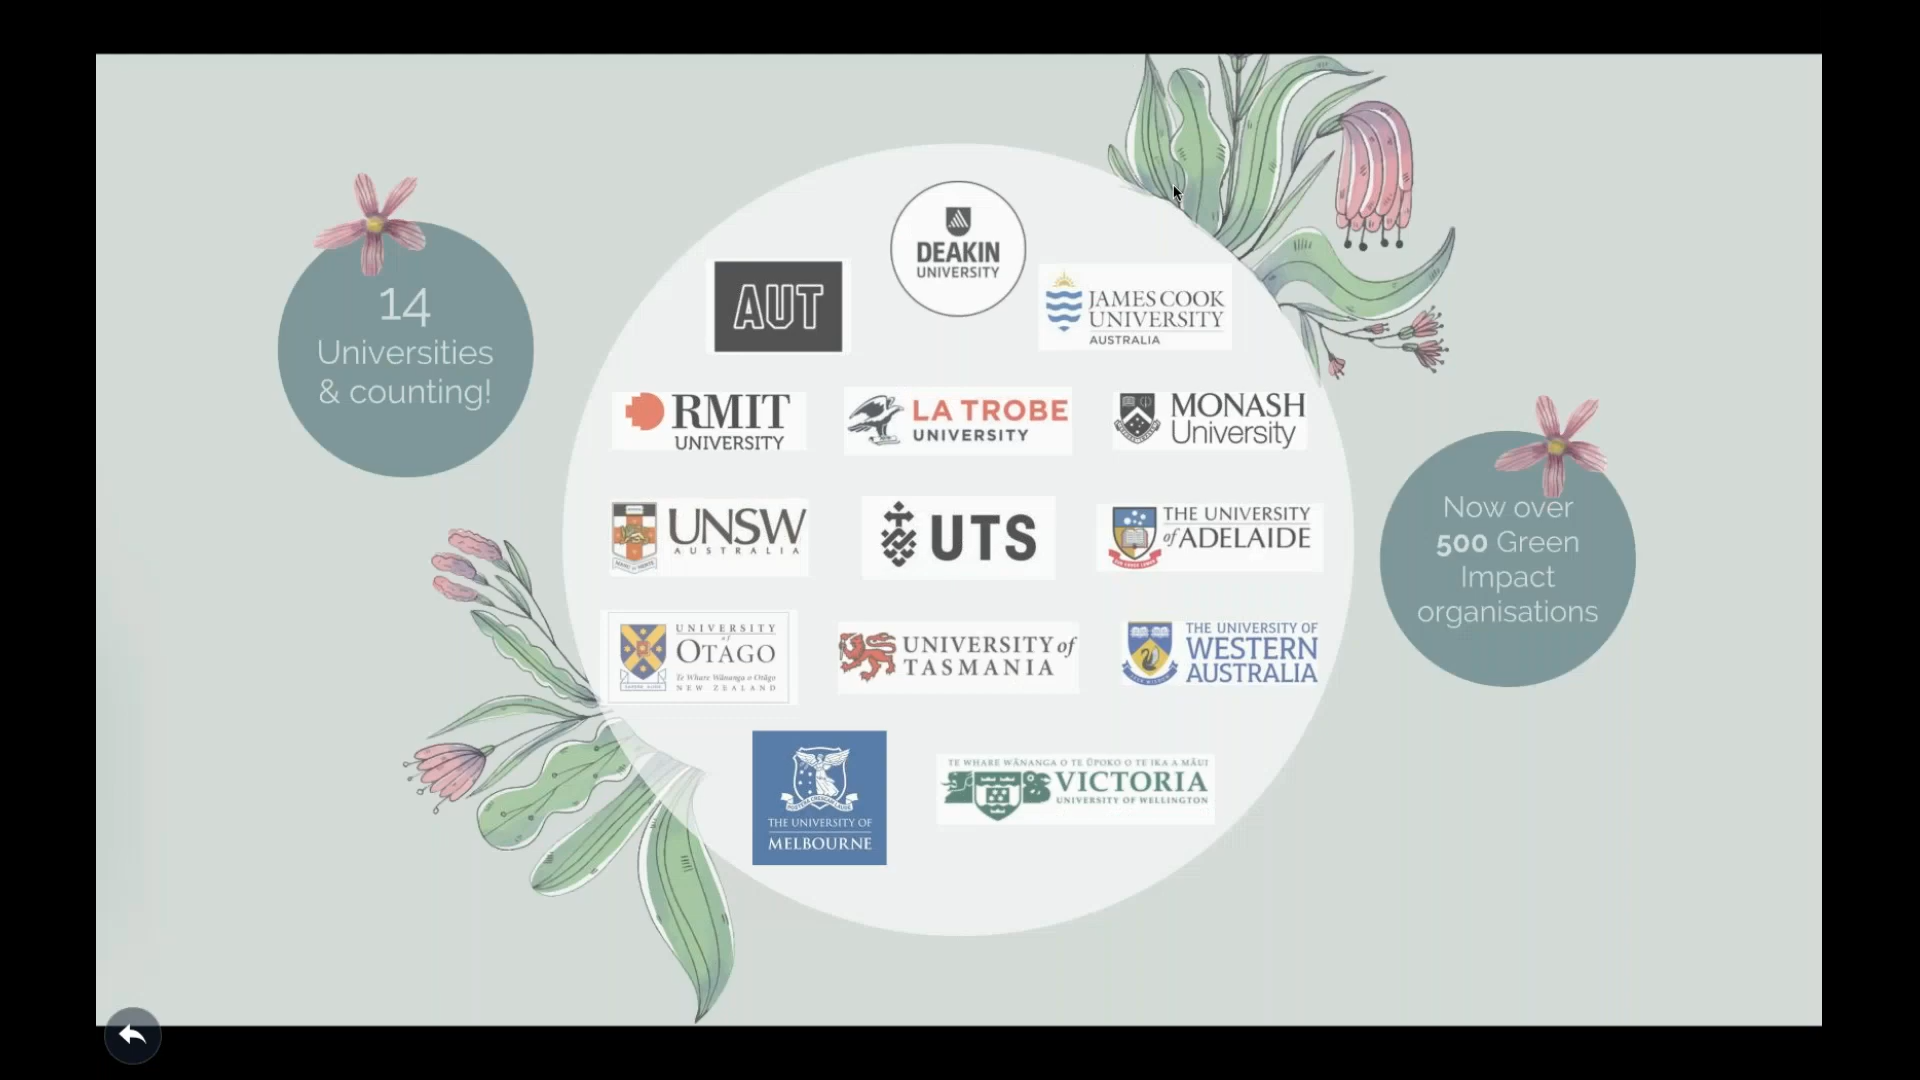 14
Universities
& counting!
DEAKIN
UNIVERSITY
AUT
JAMES COOK
UNIVERSITY
AUSTRALIA
RMIT
UNIVERSITY
LA TROBE
UNIVERSITY
MONASH
University
UNSW
AUSTRALIA
UTS
THE UNIVERSITY
of ADELAIDE
Now over
500 Green
Impact
organisations
UNIVERSITY
of
OTAGO
Te Whare Wānanga o Otāgo
NEW ZEALAND
UNIVERSITY of
TASMANIA
THE UNIVERSITY OF
WESTERN
AUSTRALIA
THE UNIVERSITY OF
MELBOURNE
TE WHARE WĀNANGA O TE ŪPOKO O TE IKA A MĀUI
VICTORIA
UNIVERSITY OF WELLINGTON